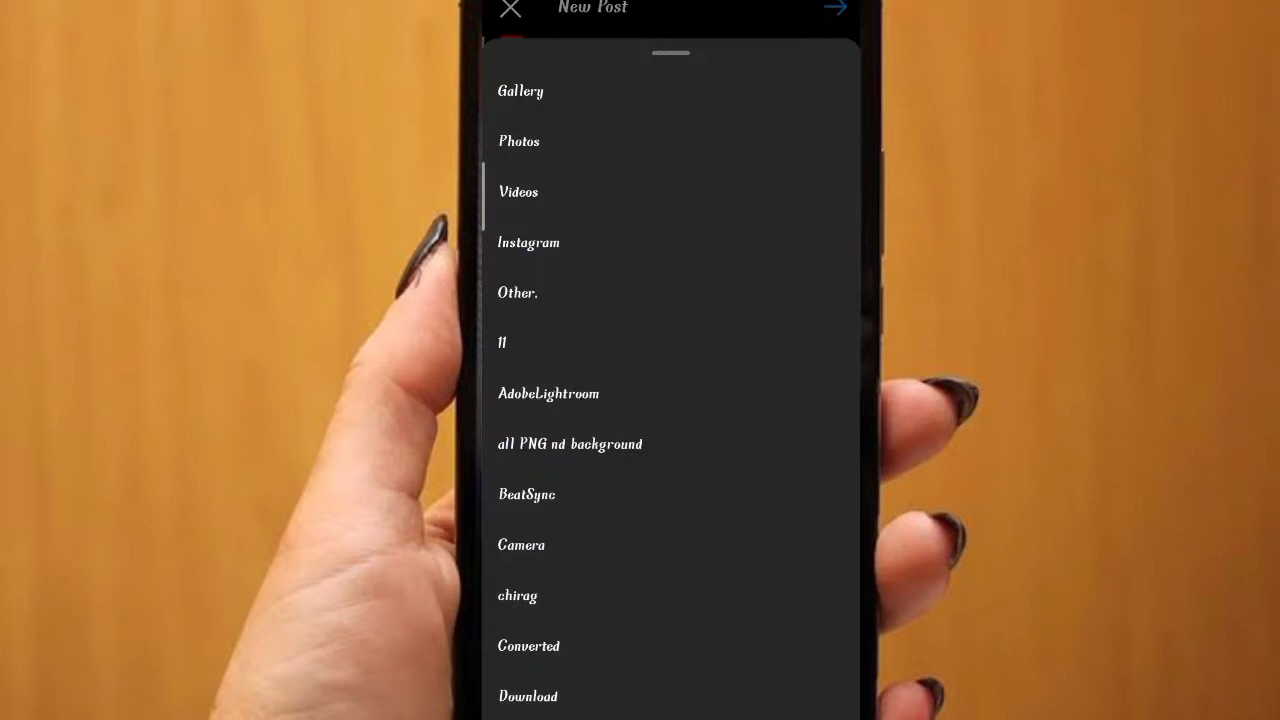 New Post
Gallery
Photos
Videos
Instagram
Other.
11
AdobeLightroom
all PNG nd background
BeatSync
Camera
chirag
Converted
Download